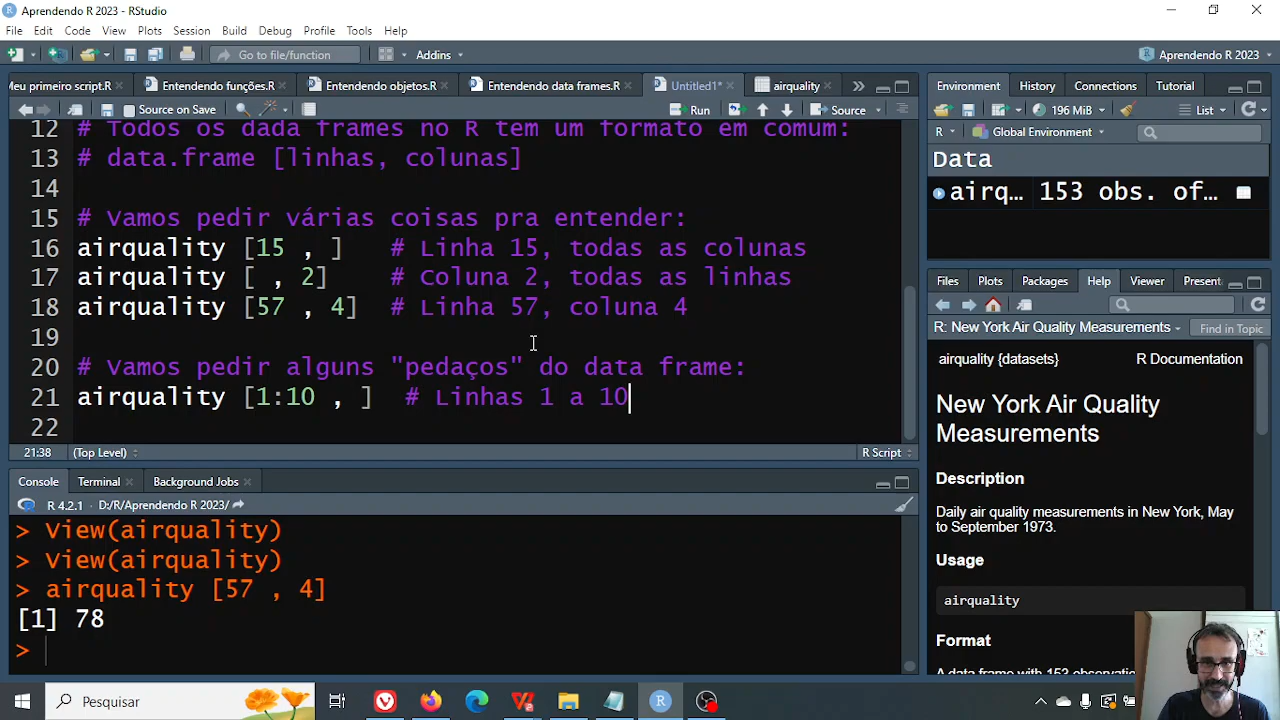 Aprendendo R 2023 - RStudio
File Edit Code View Plots Session Build Debug Profile Tools Help
Go to file/function Addins Aprendendo R 2023
Meu primeiro script.R Entendendo funções.R Entendendo objetos.R Entendendo data frames.R Untitled1* airquality
Source on Save Run Source
12 # Todos os dada frames no R tem um formato em comum:
13 # data.frame [linhas, colunas]
14
15 # Vamos pedir várias coisas pra entender:
16 airquality [15 , ] # Linha 15, todas as colunas
17 airquality [ , 2] # Coluna 2, todas as linhas
18 airquality [57 , 4] # Linha 57, coluna 4
19
20 # Vamos pedir alguns "pedaços" do data frame:
21 airquality [1:10 , ] # Linhas 1 a 10
22
21:38 (Top Level) R Script
Console Terminal Background Jobs
R 4.2.1 · D:/R/Aprendendo R 2023/
> View(airquality)
> View(airquality)
> airquality [57 , 4]
[1] 78
>
Environment History Connections Tutorial
196 MiB List
R Global Environment
Data
airq... 153 obs. of...
Files Plots Packages Help Viewer Present
R: New York Air Quality Measurements Find in Topic
airquality {datasets} R Documentation
New York Air Quality
Measurements
Description
Daily air quality measurements in New York, May
to September 1973.
Usage
airquality
Format
A data frame with 153
Pesquisar